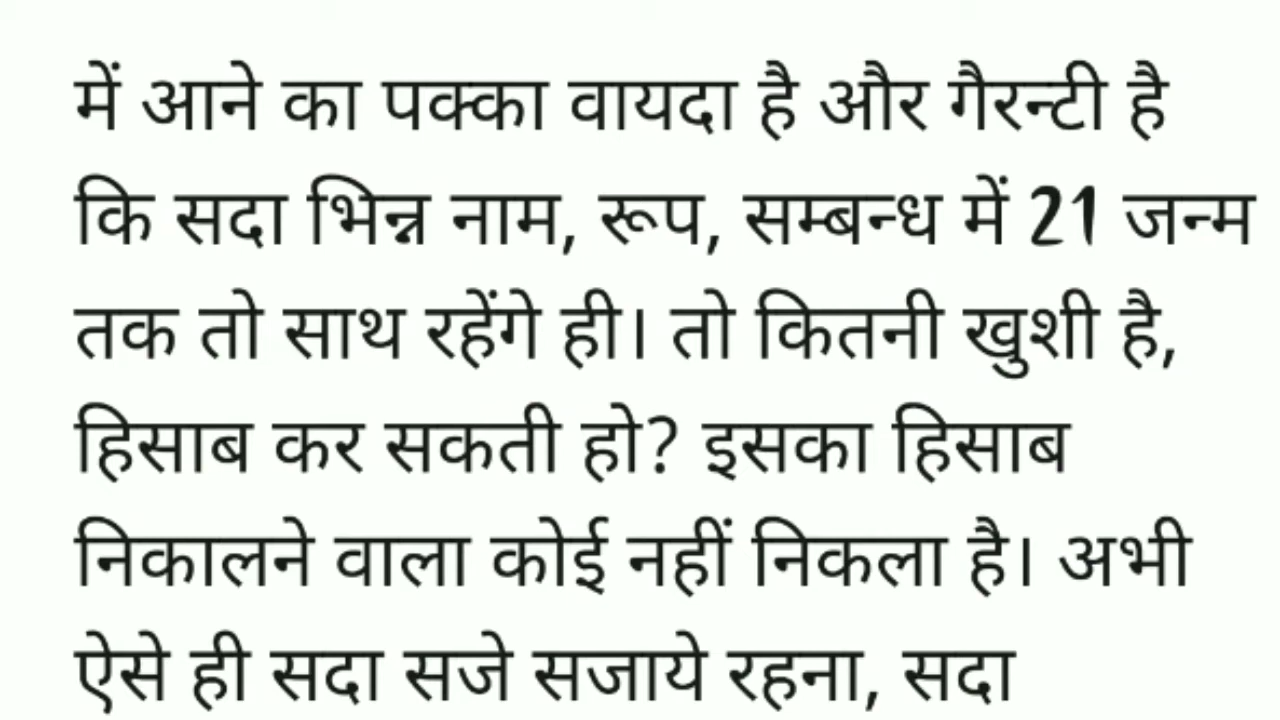 में आने का पक्का वायदा है और गैरन्टी है
कि सदा भिन्न नाम, रूप, सम्बन्ध में 21 जन्म
तक तो साथ रहेंगे ही। तो कितनी खुशी है,
हिसाब कर सकती हो? इसका हिसाब
निकालने वाला कोई नहीं निकला है। अभी
ऐसे ही सदा सजे सजाये रहना, सदा